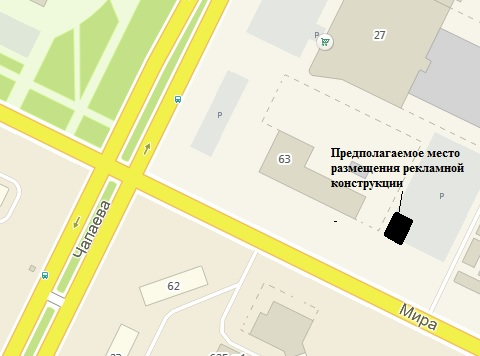 27
Р
Р
63
Предполагаемое место
размещения рекламной
конструкции
Р
Чапаева
62
Мира